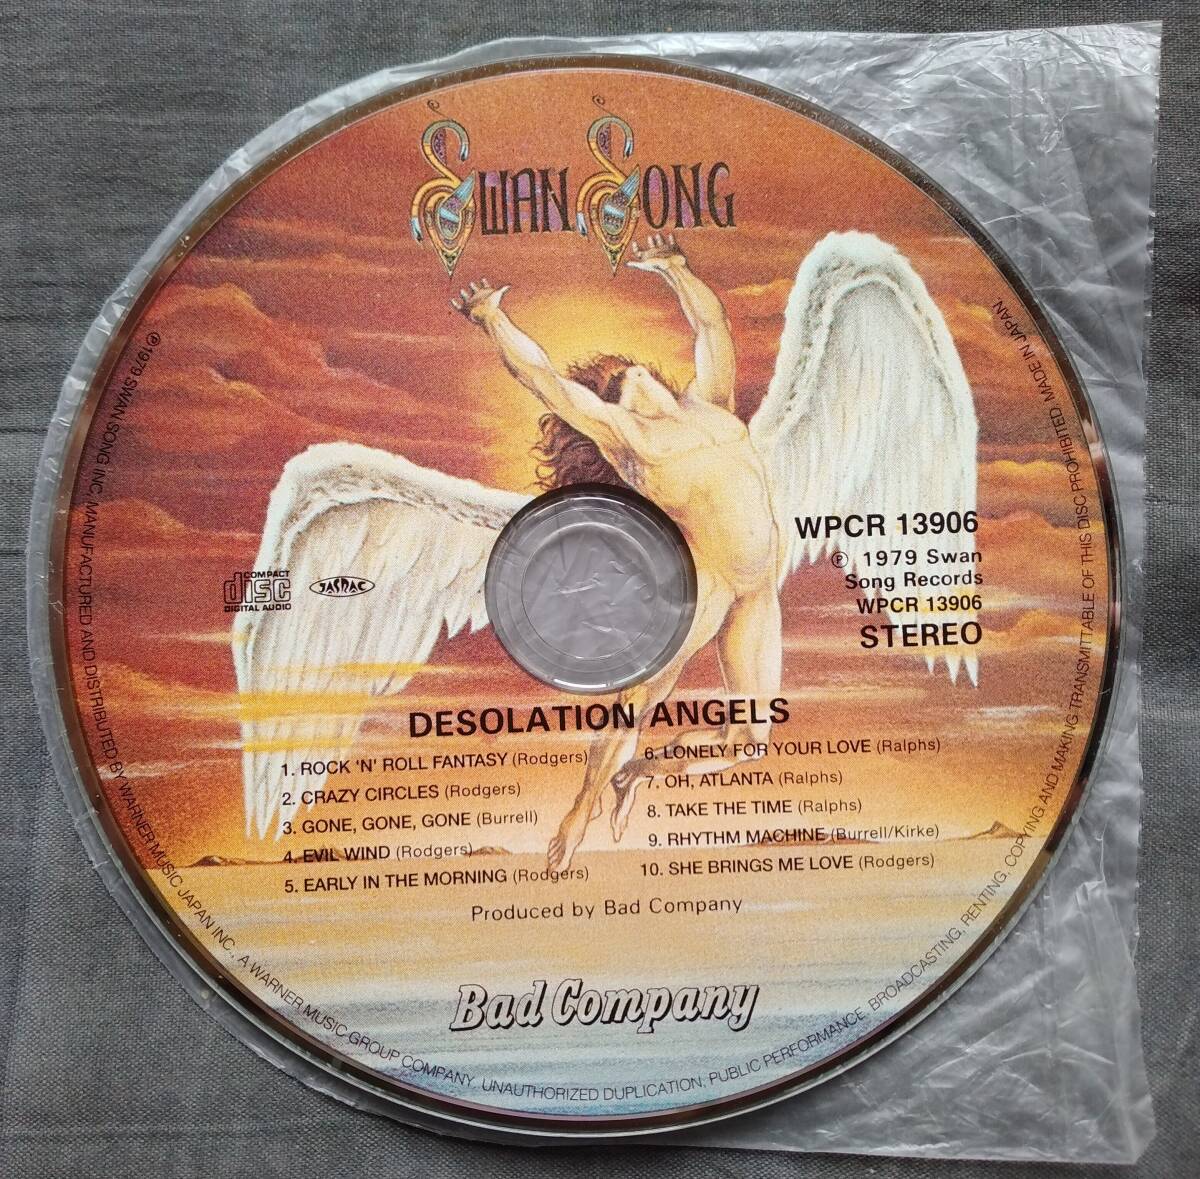 SWAN SONG
WPCR 13906
℗ 1979 Swan
Song Records
WPCR 13906
STEREO
COMPACT
disc
DIGITAL AUDIO
JASRAC
DESOLATION ANGELS
1. ROCK 'N' ROLL FANTASY (Rodgers)
2. CRAZY CIRCLES (Rodgers)
3. GONE, GONE, GONE (Burrell)
4. EVIL WIND (Rodgers)
5. EARLY IN THE MORNING (Rodgers)
6. LONELY FOR YOUR LOVE (Ralphs)
7. OH, ATLANTA (Ralphs)
8. TAKE THE TIME (Ralphs)
9. RHYTHM MACHINE (Burrell/Kirke)
10. SHE BRINGS ME LOVE (Rodgers)
Produced by Bad Company
Bad Company
℗1979 SWAN SONG INC. MANUFACTURED AND DISTRIBUTED BY WARNER MUSIC JAPAN INC., A WARNER MUSIC GROUP COMPANY. UNAUTHORIZED DUPLICATION, PUBLIC PERFORMANCE, BROADCASTING, RENTING, COPYING AND MAKING TRANSMITTABLE OF THIS DISC PROHIBITED. MADE IN JAPAN